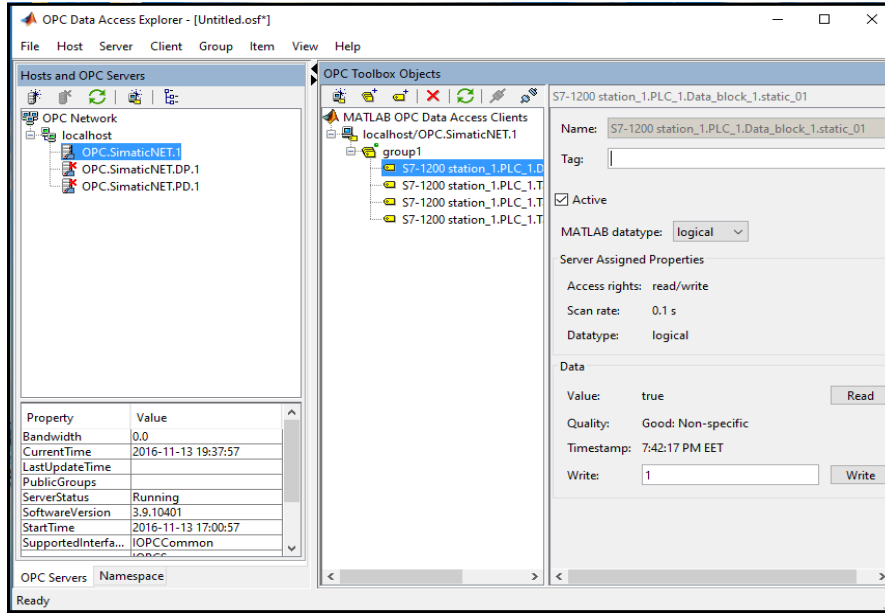 OPC Data Access Explorer - [Untitled.osf*]
File Host Server Client Group Item View Help
Hosts and OPC Servers
OPC Network
localhost
OPC.SimaticNET.1
OPC.SimaticNET.DP.1
OPC.SimaticNET.PD.1
Property Value
Bandwidth 0.0
CurrentTime 2016-11-13 19:37:57
LastUpdateTime
PublicGroups
ServerStatus Running
SoftwareVersion 3.9.10401
StartTime 2016-11-13 17:00:57
SupportedInterfa... IOPCCommon
OPC Servers Namespace
OPC Toolbox Objects
MATLAB OPC Data Access Clients
localhost/OPC.SimaticNET.1
group1
S7-1200 station_1.PLC_1.D
S7-1200 station_1.PLC_1.T
S7-1200 station_1.PLC_1.T
S7-1200 station_1.PLC_1.T
S7-1200 station_1.PLC_1.Data_block_1.static_01
Name: S7-1200 station_1.PLC_1.Data_block_1.static_01
Tag:
Active
MATLAB datatype: logical
Server Assigned Properties
Access rights: read/write
Scan rate: 0.1 s
Datatype: logical
Data
Value: true Read
Quality: Good: Non-specific
Timestamp: 7:42:17 PM EET
Write: 1 Write
Ready